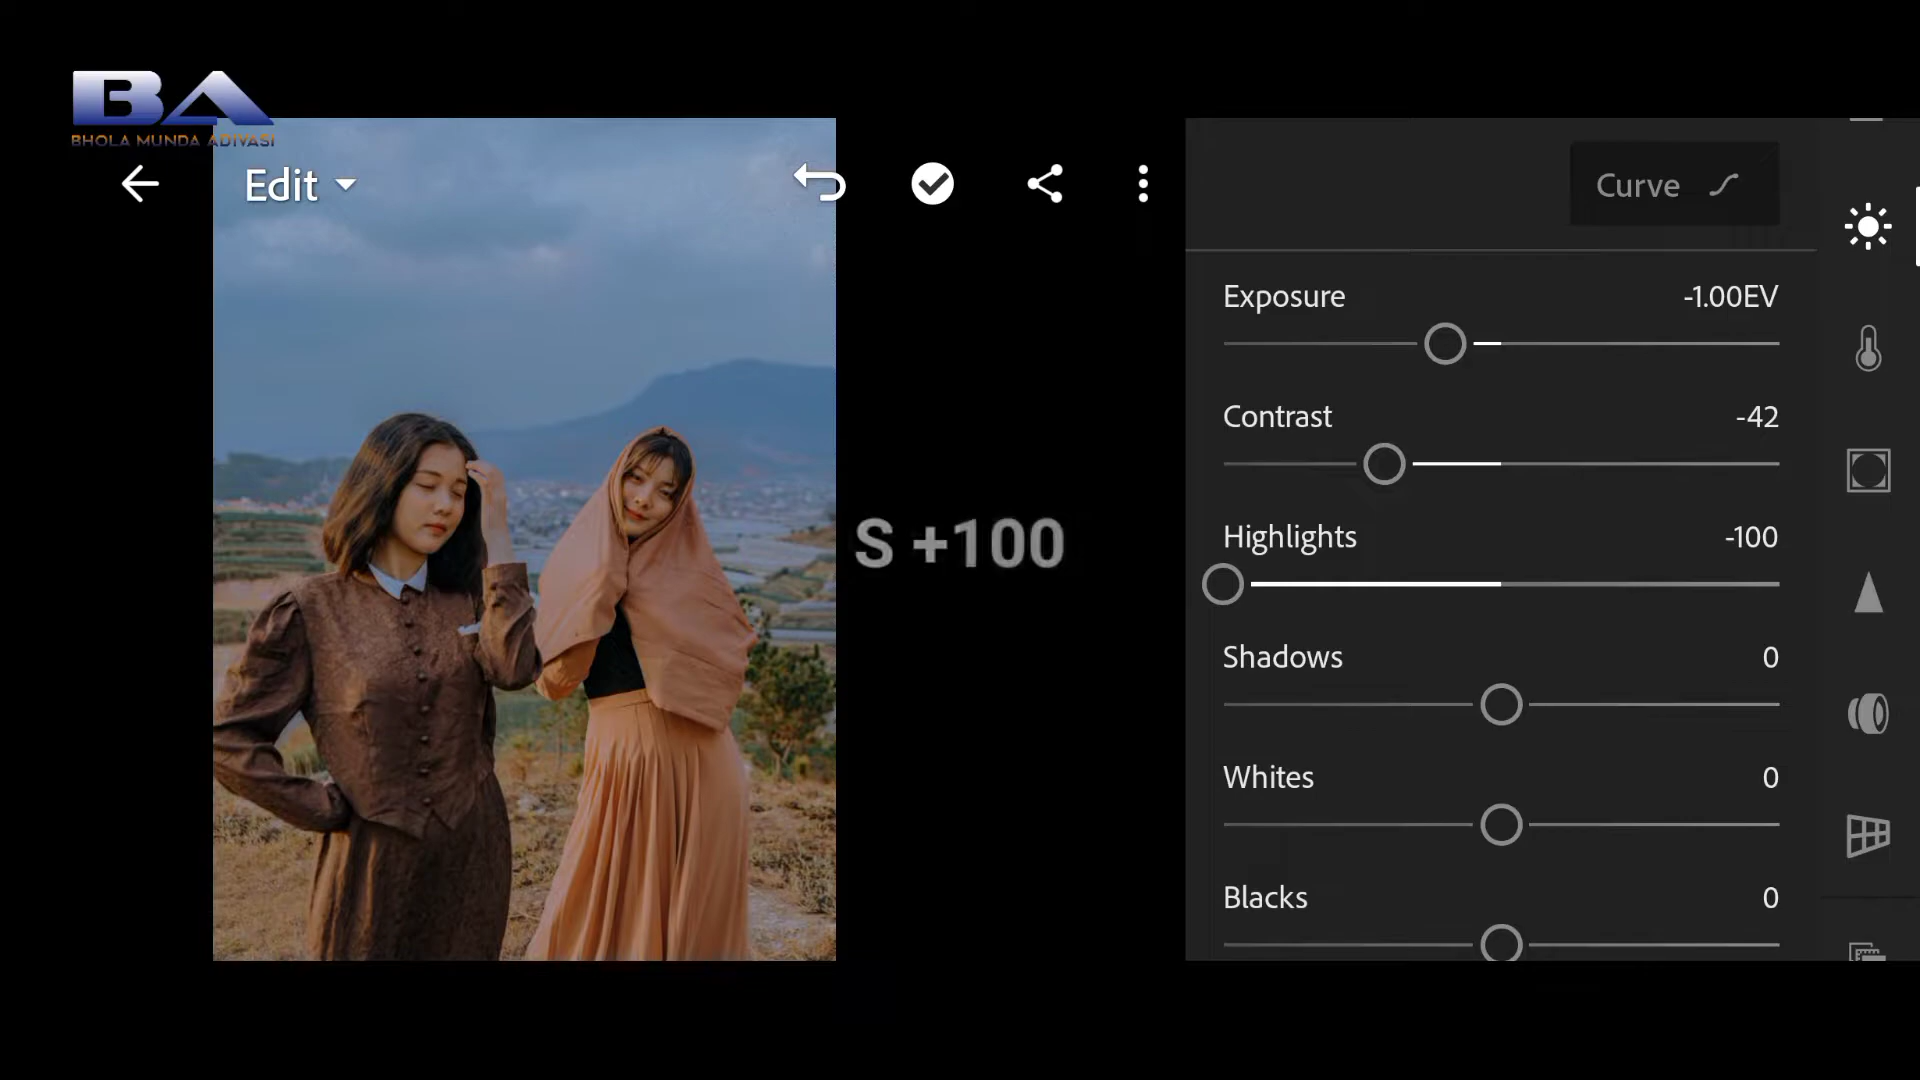 BA
BHOLA MUNDA ADIVASI
Edit
Curve
Exposure -1.00EV
Contrast -42
S +100
Highlights -100
Shadows 0
Whites 0
Blacks 0